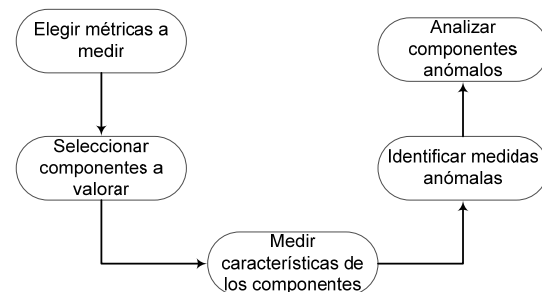 Elegir métricas a
medir
Seleccionar
componentes a
valorar
Medir
características de
los componentes
Identificar medidas
anómalas
Analizar
componentes
anómalos